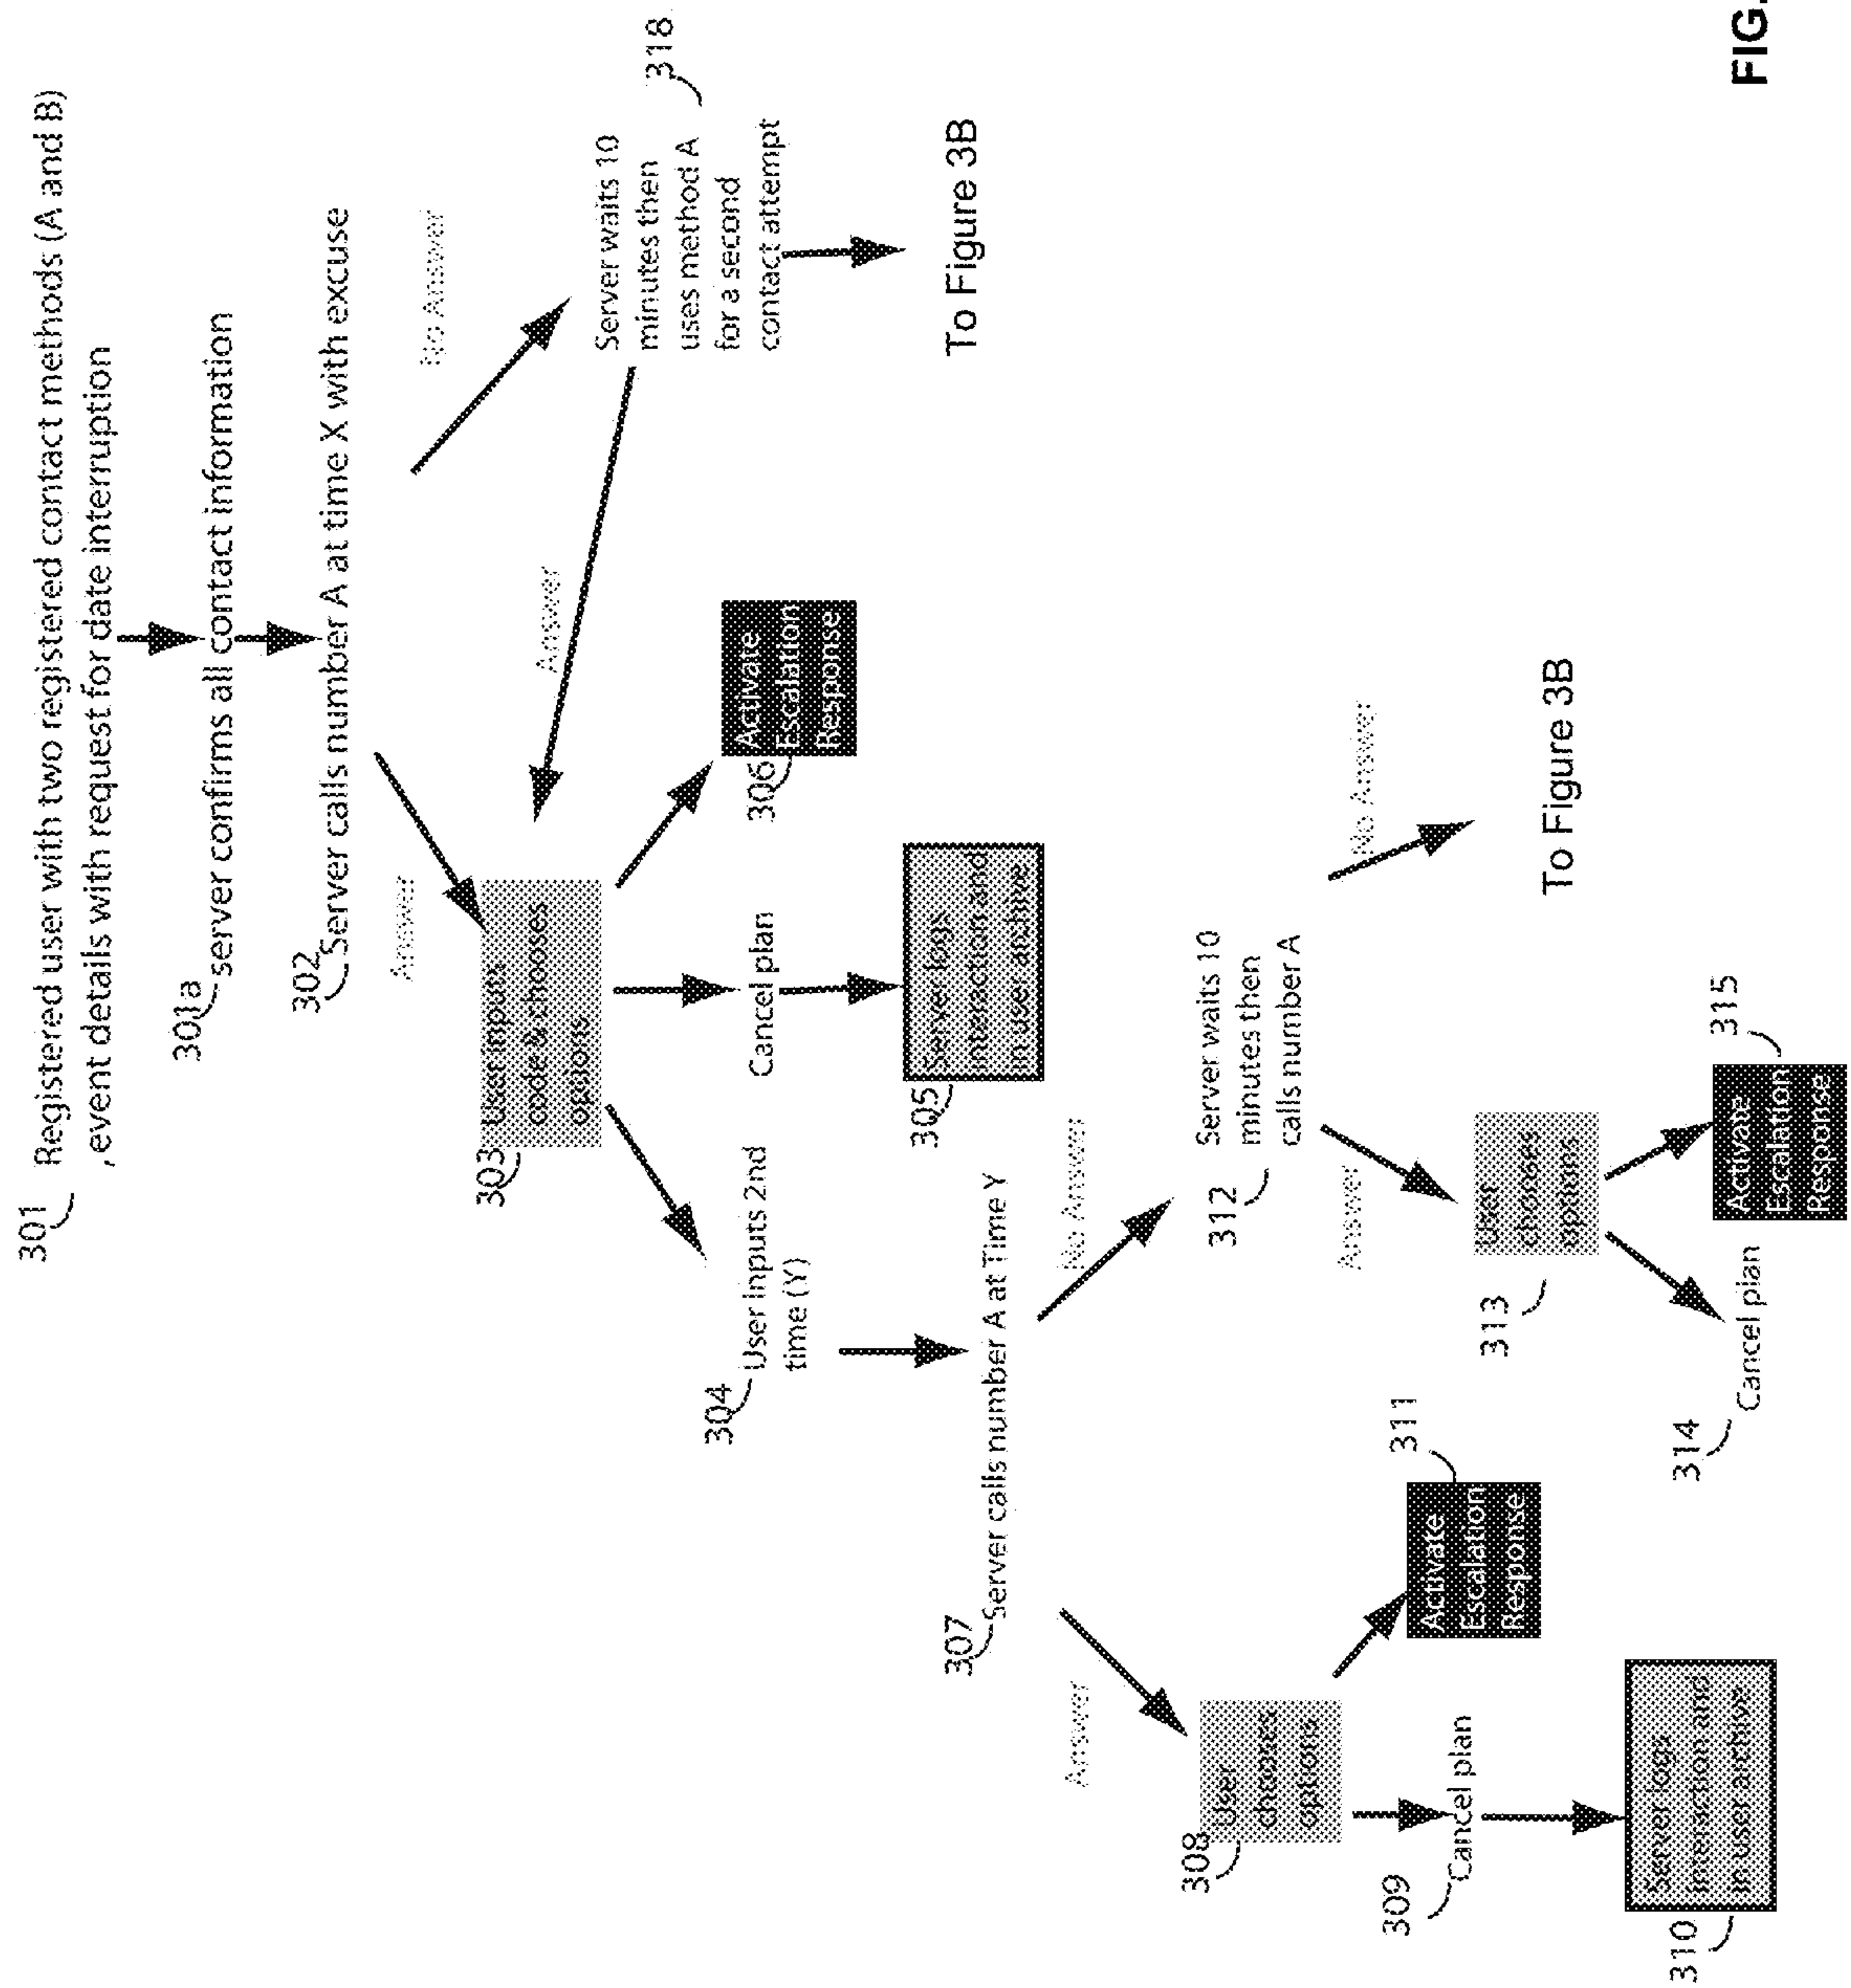 301
Registered user with two registered contact methods (A and B)
,event details with request for date interruption
301a
server confirms all contact information
302
Server calls number A at time X with excuse
Answer
No Answer
303
User inputs
code & chooses
options
Answer
Server waits 10
minutes then
uses method A
for a second
contact attempt
318
304
User Inputs 2nd
time (Y)
Cancel plan
306
Activate
Escalation
Response
305
Server logs
interaction and
in use archive
To Figure 3B
307
Server calls number A at Time Y
Answer
No Answer
308
User
chooses
options
312
Server waits 10
minutes then
calls number A
309
Cancel plan
311
Activate
Escalation
Response
Answer
No Answer
313
User
chooses
options
To Figure 3B
310
Server logs
interaction and
in user archive
314
Cancel plan
315
Activate
Escalation
Response
FIG.